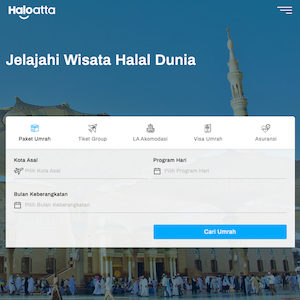 Haloatta
Jelajahi Wisata Halal Dunia
Paket Umrah
Tiket Group
LA Akomodasi
Visa Umrah
Asuransi
Kota Asal
Program Hari
Pilih Kota Asal
Pilih Program Hari
Bulan Keberangkatan
Pilih Bulan Keberangkatan
Cari Umrah